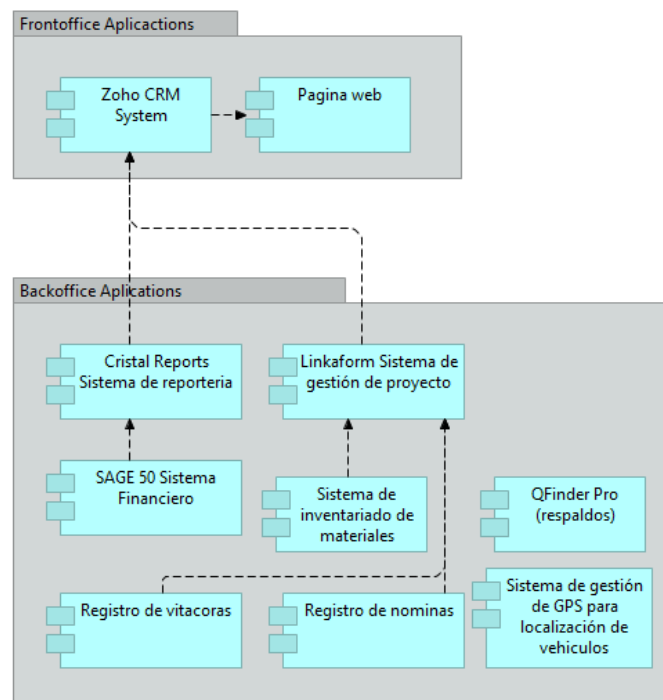 Frontoffice Aplicactions
Zoho CRM
System
Pagina web
Backoffice Aplications
Cristal Reports
Sistema de reporteria
Linkaform Sistema de
gestión de proyecto
SAGE 50 Sistema
Financiero
Sistema de
inventariado de
materiales
QFinder Pro
(respaldos)
Registro de vitacoras
Registro de nominas
Sistema de gestión
de GPS para
localización de
vehiculos